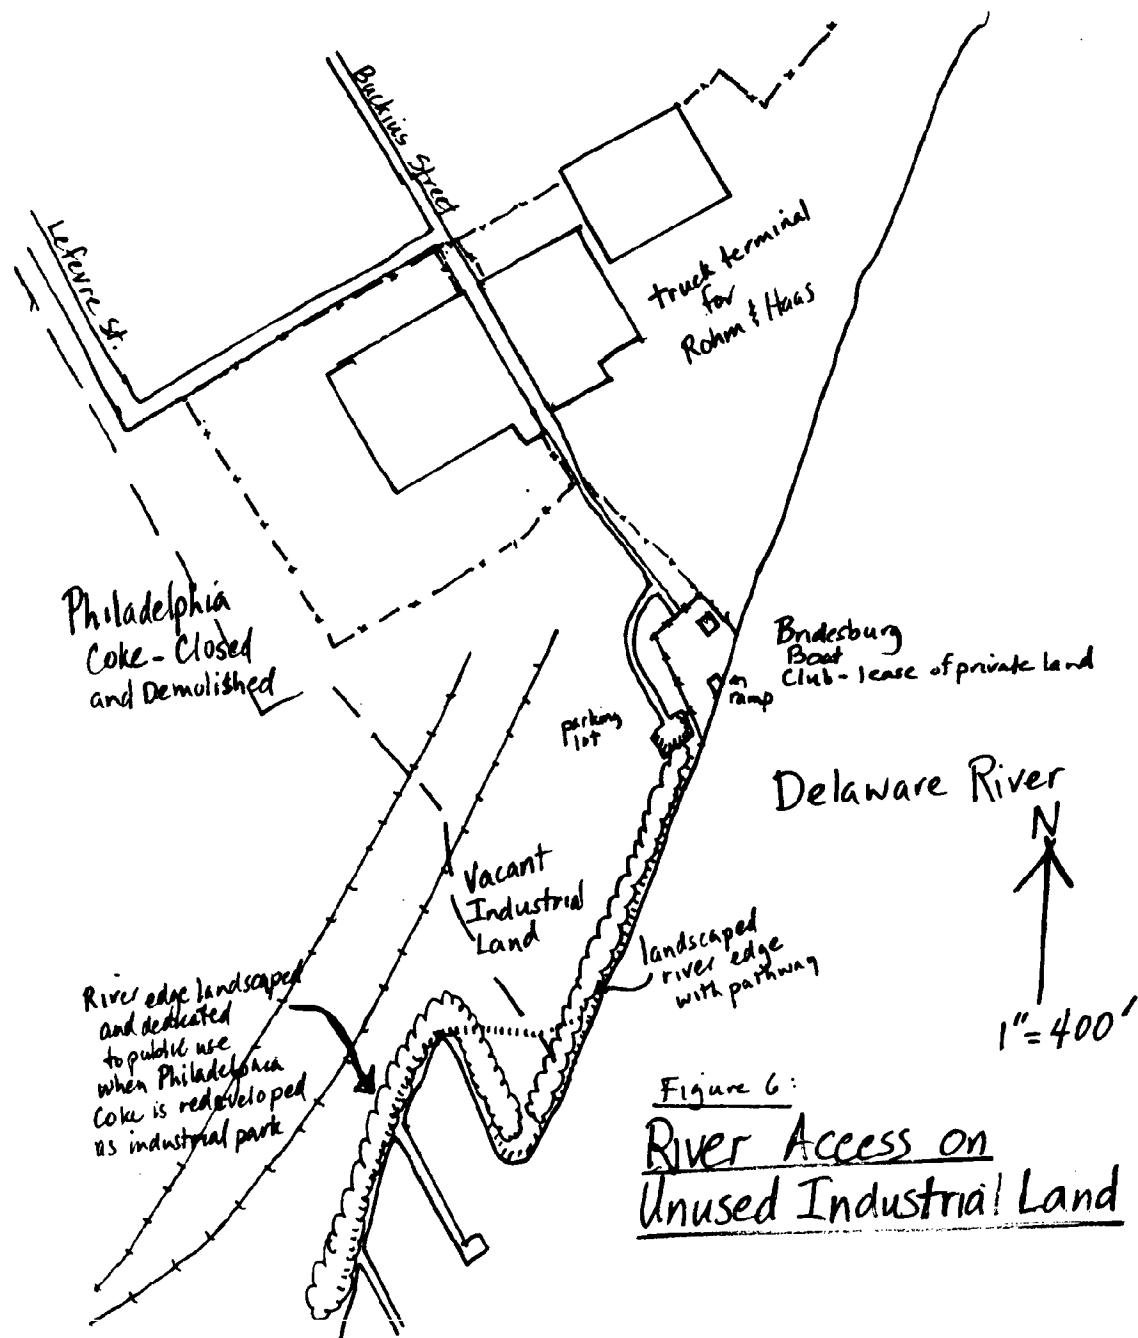 Buckius Street
Lefevre St.
truck terminal
for
Rohm & Haas
Philadelphia
Coke - Closed
and Demolished
Bridesburg
Boat
Club - lease of private land
ramp
parking
lot
Delaware River
N
1" = 400'
Vacant
Industrial
Land
landscaped
river edge
with pathway
River edge landscaped
and dedicated
to public use
when Philadelphia
Coke is redeveloped
as industrial park
Figure 6:
River Access on
Unused Industrial Land